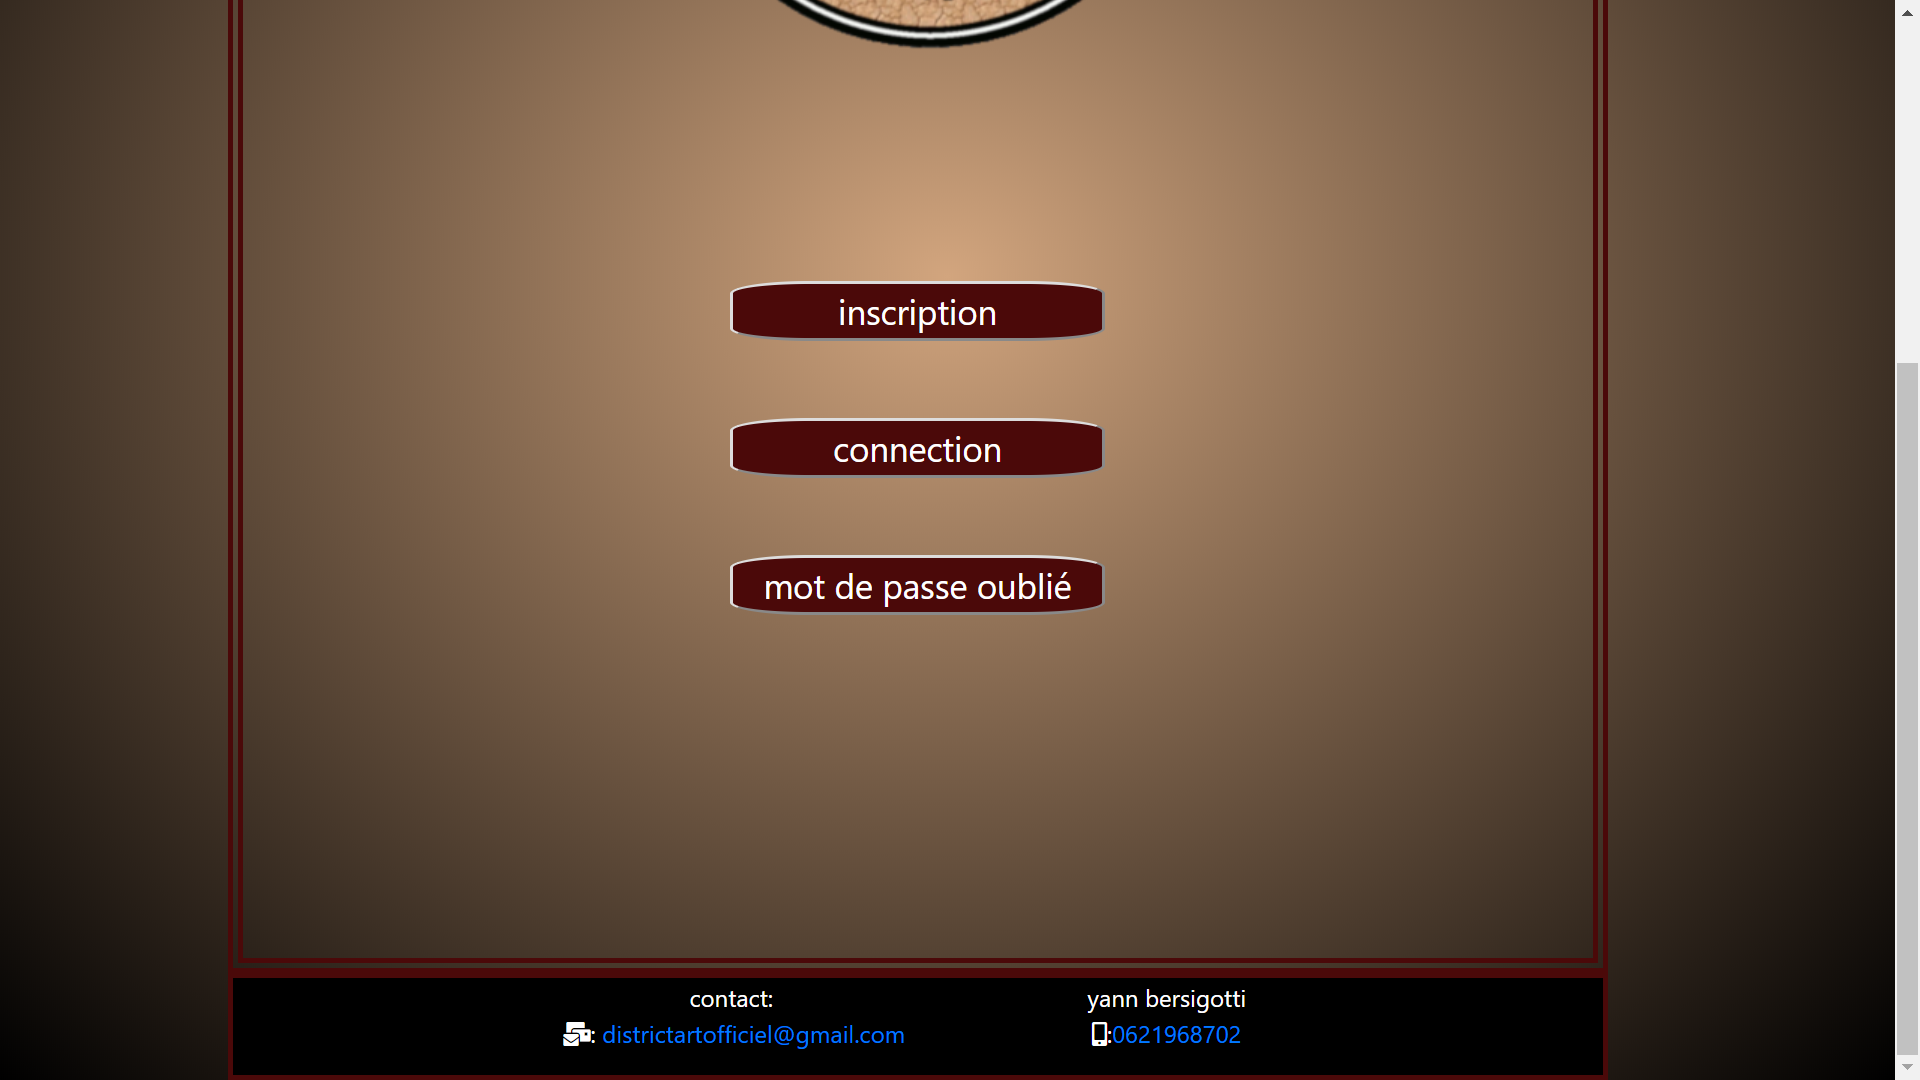 inscription
connection
mot de passe oublié
contact:
: districtartofficiel@gmail.com
yann bersigotti
:0621968702